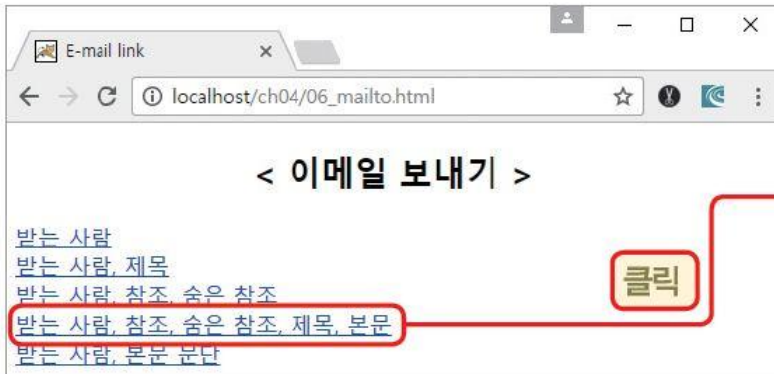 E-mail link
localhost/ch04/06_mailto.html
< 이메일 보내기 >
받는 사람
받는 사람, 제목
클릭
받는 사람, 참조, 숨은 참조
받는 사람, 참조, 숨은 참조, 제목, 본문
받는 사람, 본문 문단